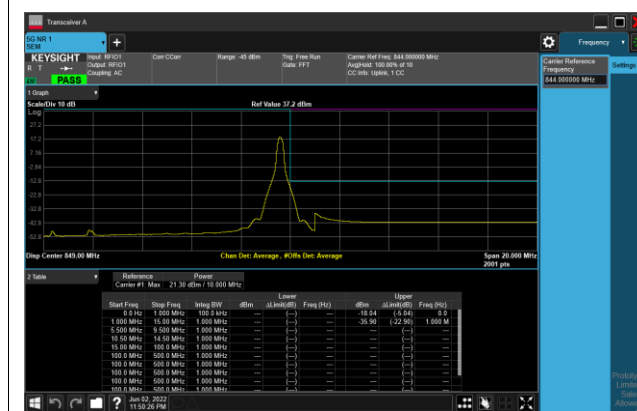 Transceiver A
5G NR 1
SEM
+
Frequency
KEYSIGHT
R T
PASS
Input: RFIO1
Output: RFIO1
Coupling: AC
Corr CCorr
Range: -45 dBm
Trig: Free Run
Gate: FFT
Carrier Ref Freq: 844.000000 MHz
Avg|Hold: 100.00% of 10
CC Info: Uplink, 1 CC
Carrier Reference
Frequency
844.000000 MHz
Settings
1 Graph
Scale/Div 10 dB
Ref Value 37.2 dBm
Log
27.2
17.2
7.16
-2.84
-12.8
-22.8
-32.8
-42.8
-52.8
Disp Center 849.00 MHz
Chan Det: Average , #Offs Det: Average
Span 20.000 MHz
2001 pts
2 Table
Reference Power
Carrier #1: Max 21.30 dBm / 10.000 MHz
Lower Upper
Start Freq Stop Freq Integ BW dBm ΔLimit(dB) Freq (Hz) dBm ΔLimit(dB) Freq (Hz)
0.0 Hz 1.000 MHz 100.0 kHz --- (---) --- -18.04 (-5.04) 0.0
1.000 MHz 15.00 MHz 1.000 MHz --- (---) --- -35.90 (-22.90) 1.000 M
5.500 MHz 9.500 MHz 1.000 MHz --- (---) --- --- (---) ---
10.50 MHz 14.50 MHz 1.000 MHz --- (---) --- --- (---) ---
15.00 MHz 100.0 MHz 1.000 MHz --- (---) --- --- (---) ---
100.0 MHz 500.0 MHz 1.000 MHz --- (---) --- --- (---) ---
100.0 MHz 500.0 MHz 1.000 MHz --- (---) --- --- (---) ---
100.0 MHz 500.0 MHz 1.000 MHz --- (---) --- --- (---) ---
100.0 MHz 500.0 MHz 1.000 MHz --- (---) --- --- (---) ---
100.0 MHz 500.0 MHz 1.000 MHz --- (---) --- --- (---) ---
?
Jun 02, 2022
11:50:26 PM